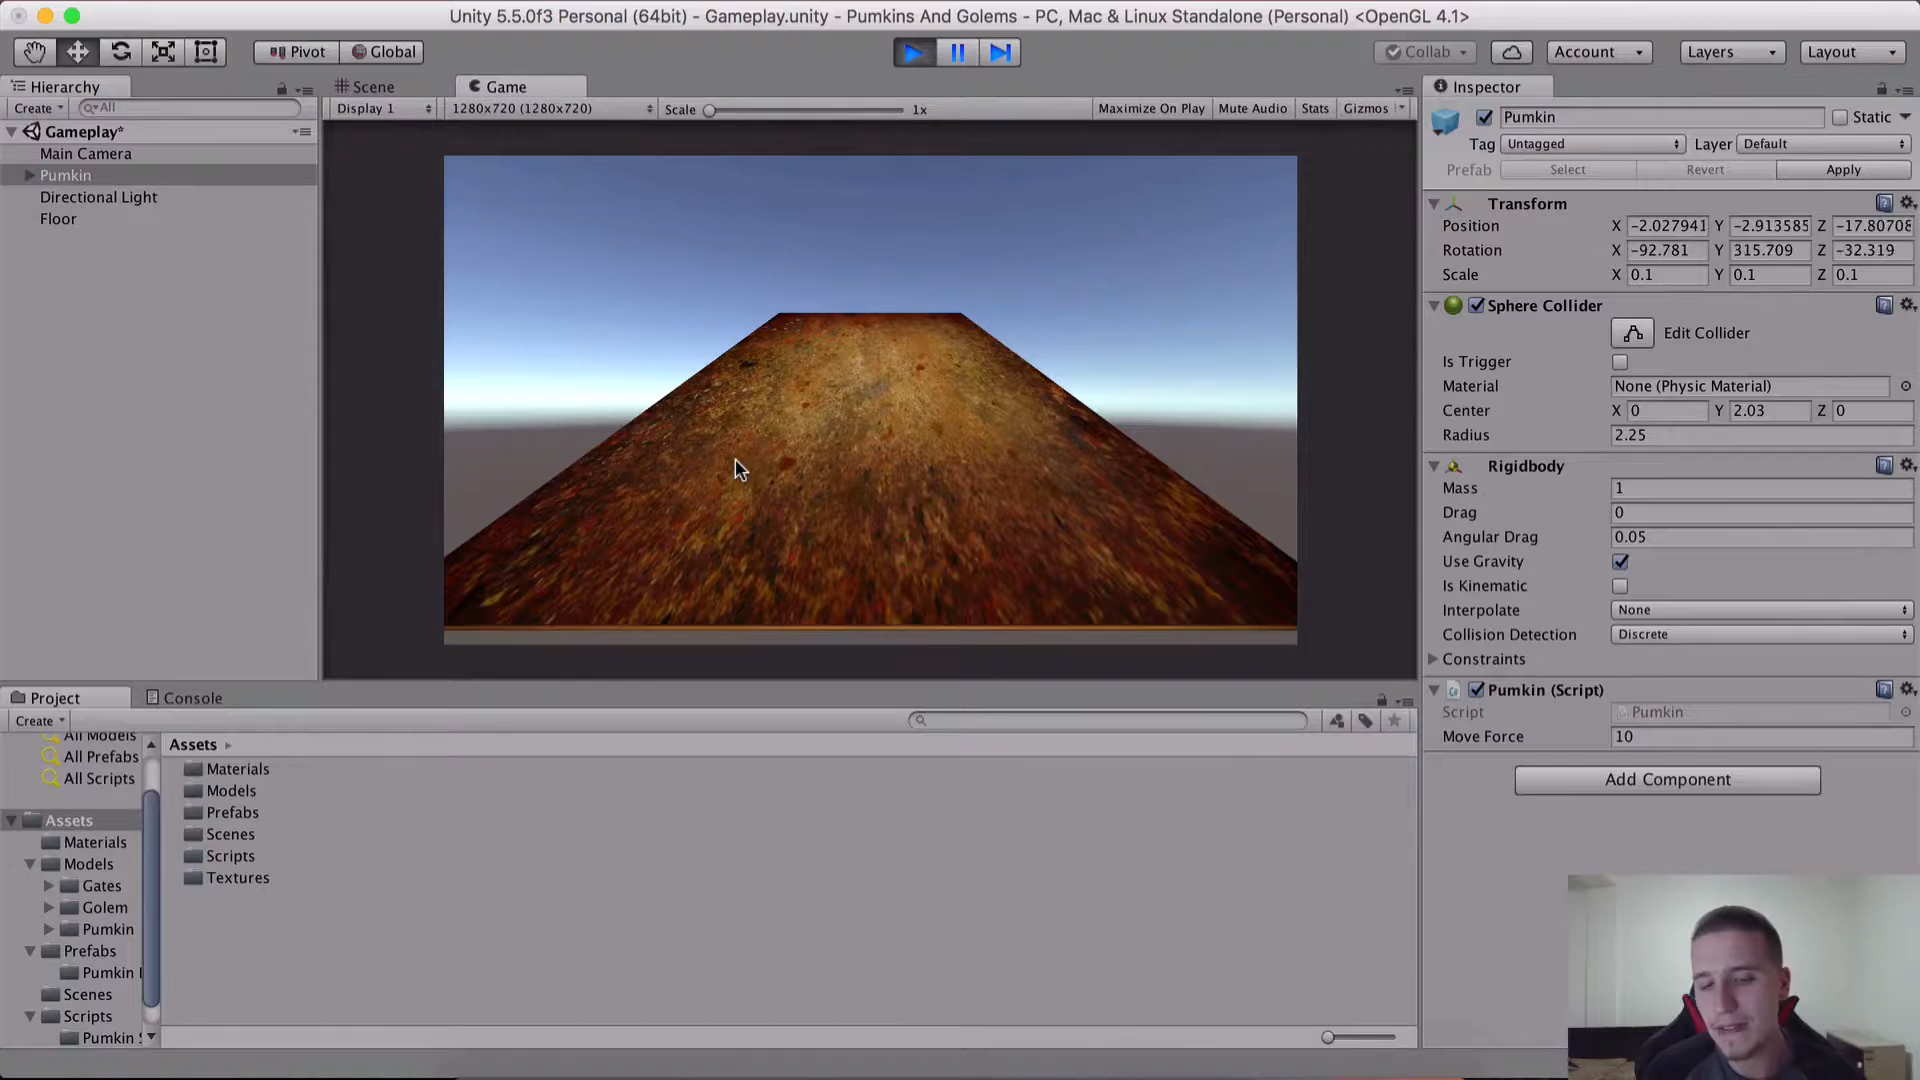 Unity 5.5.0f3 Personal (64bit) - Gameplay.unity - Pumkins And Golems - PC, Mac & Linux Standalone (Personal) <OpenGL 4.1>
Pivot Global Collab Account Layers Layout
Hierarchy
Create All
Gameplay*
Main Camera
Pumkin
Directional Light
Floor
Scene Game
Display 1 1280x720 (1280x720) Scale 1x Maximize On Play Mute Audio Stats Gizmos
Inspector
Pumkin Static
Tag Untagged Layer Default
Prefab Select Revert Apply
Transform
Position X -2.027941 Y -2.913585 Z -17.80708
Rotation X -92.781 Y 315.709 Z -32.319
Scale X 0.1 Y 0.1 Z 0.1
Sphere Collider
Edit Collider
Is Trigger
Material None (Physic Material)
Center X 0 Y 2.03 Z 0
Radius 2.25
Rigidbody
Mass 1
Drag 0
Angular Drag 0.05
Use Gravity
Is Kinematic
Interpolate None
Collision Detection Discrete
Constraints
Pumkin (Script)
Script Pumkin
Move Force 10
Add Component
Project Console
Create
All Models
All Prefabs
All Scripts
Assets
Materials
Models
Gates
Golem
Pumkin
Prefabs
Pumkin
Scenes
Scripts
Pumkin
Assets
Materials
Models
Prefabs
Scenes
Scripts
Textures